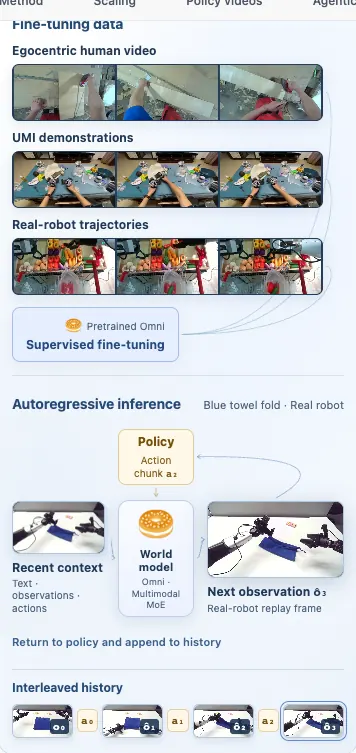 Method Scaling Policy videos Agentic
Fine-tuning data
Egocentric human video
UMI demonstrations
Real-robot trajectories
Pretrained Omni
Supervised fine-tuning
Autoregressive inference Blue towel fold · Real robot
Policy
Action
chunk a₂
World
model
Omni ·
Multimodal
MoE
Recent context
Text ·
observations ·
actions
Next observation ô₃
Real-robot replay frame
Return to policy and append to history
Interleaved history
o₀ a₀ ô₁ a₁ ô₂ a₂ ô₃